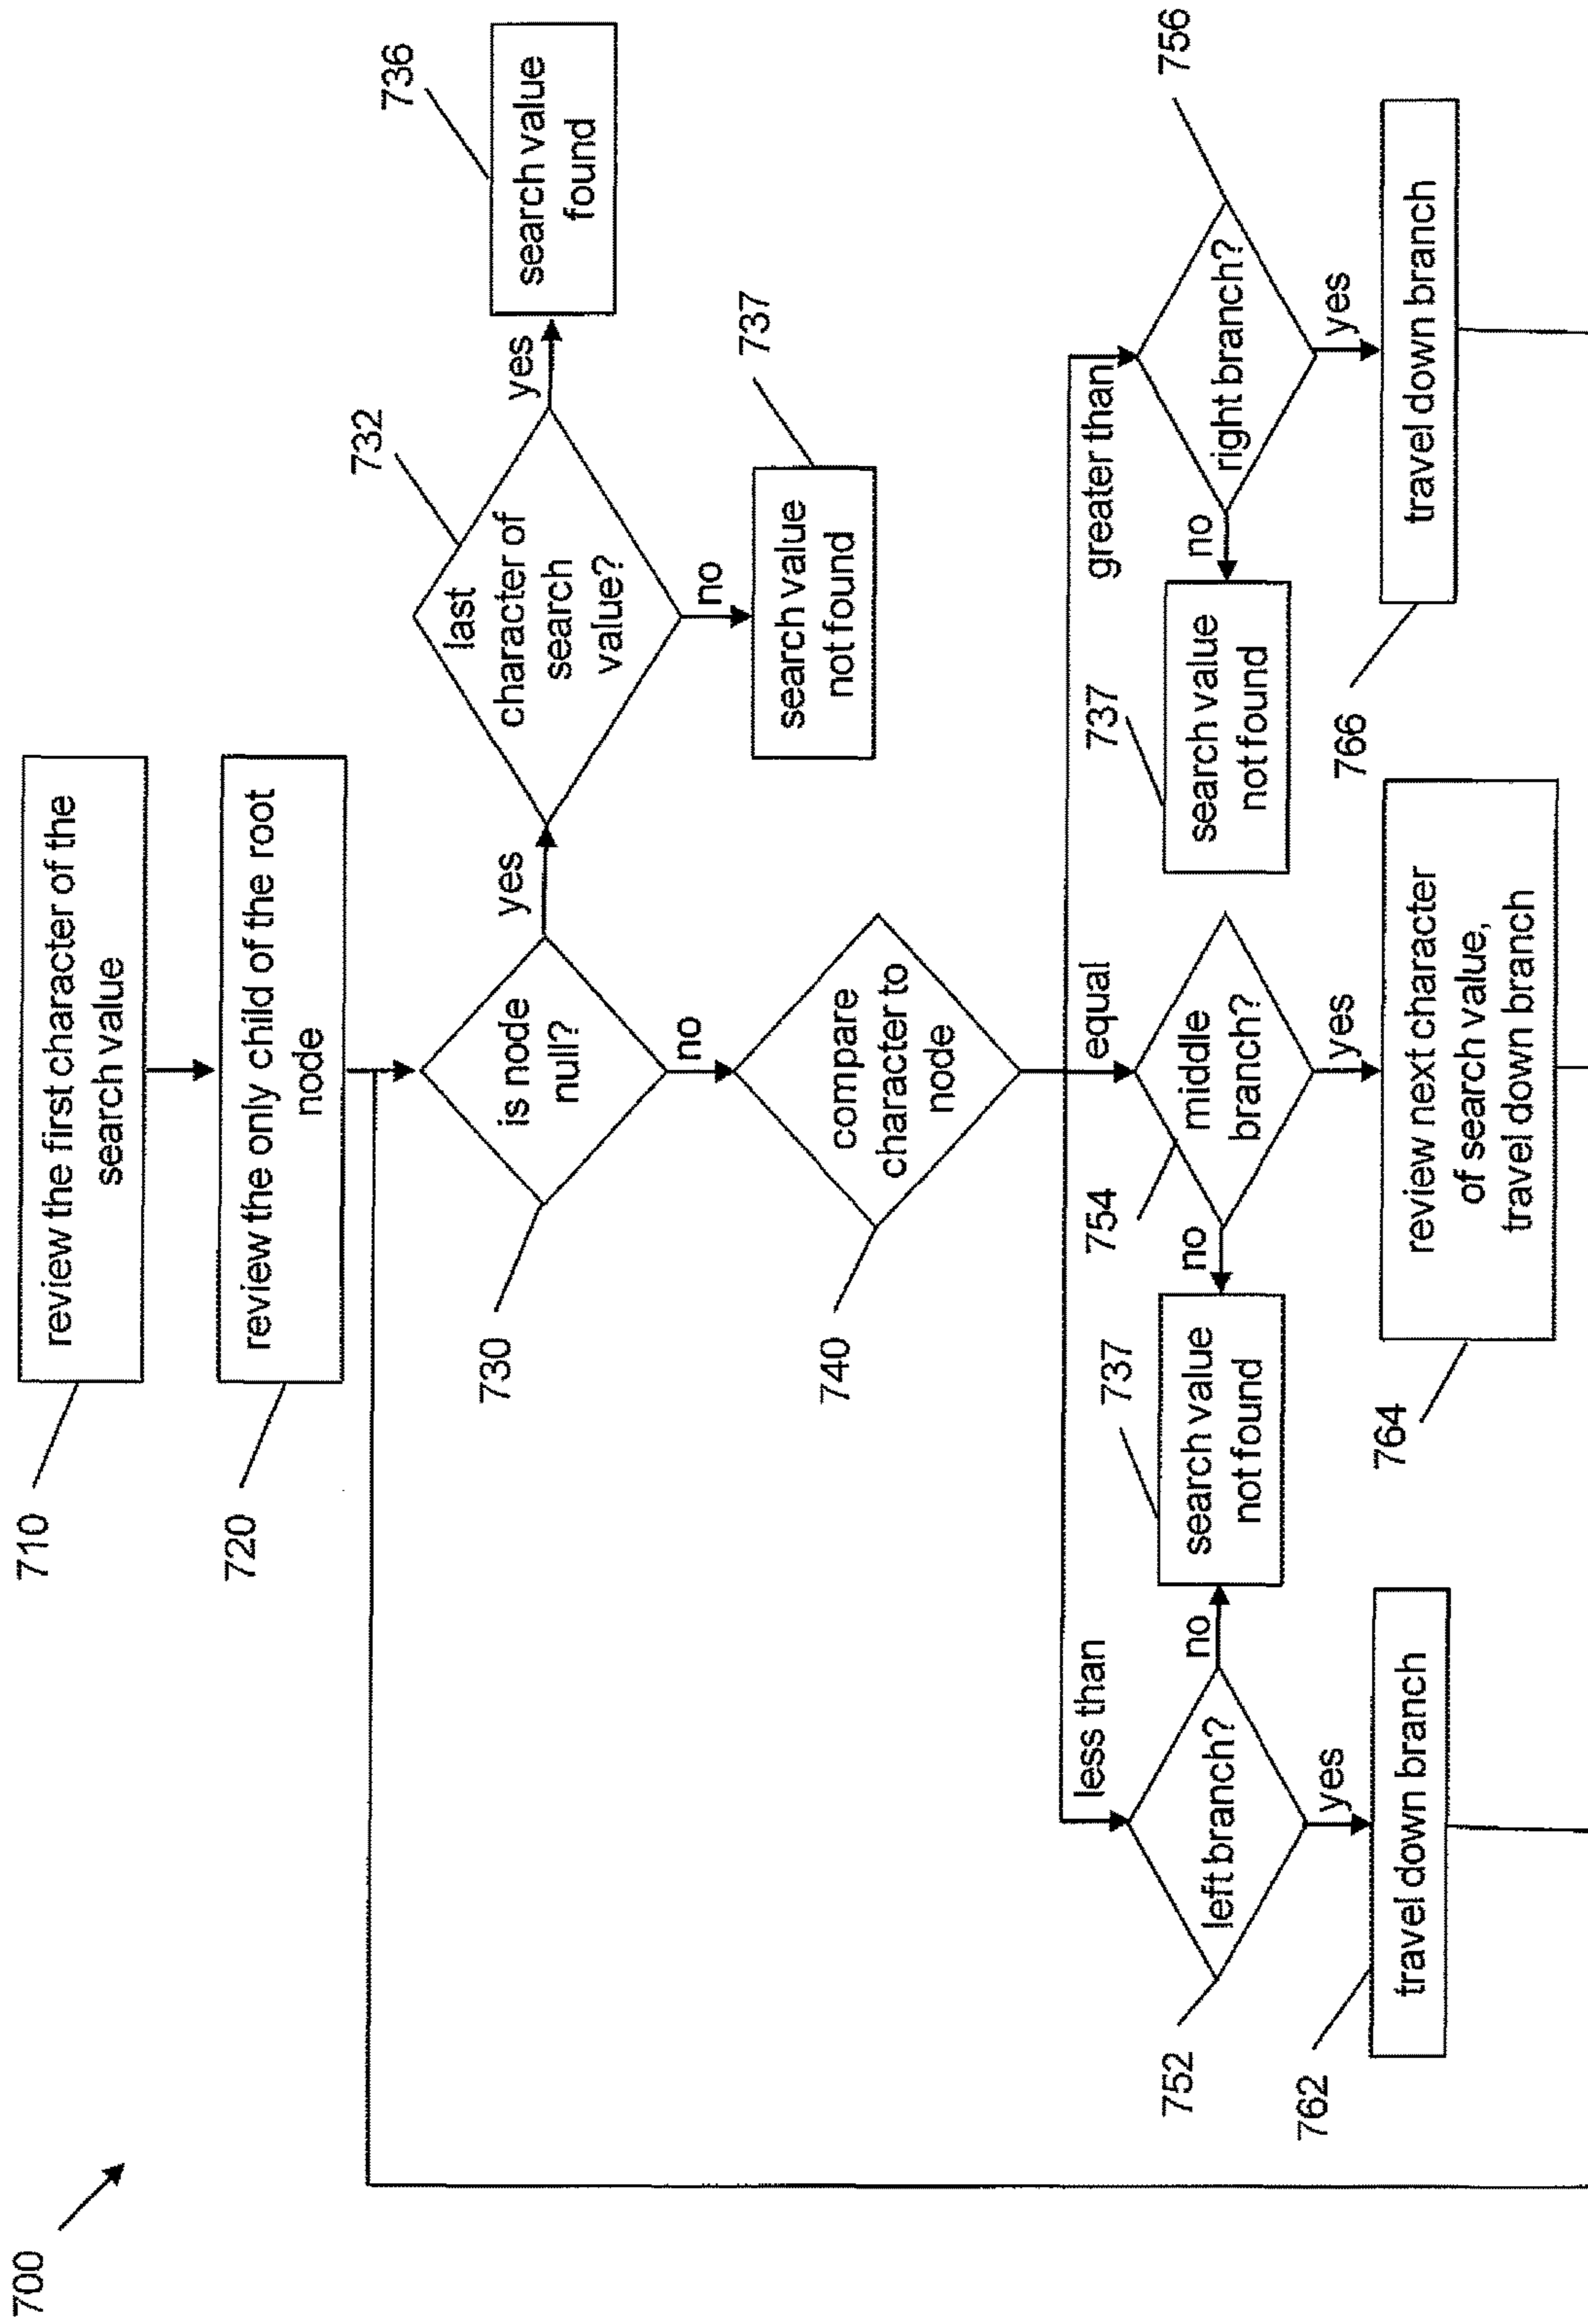 700
710
review the first character of the
search value
720
review the only child of the root
node
730
is node
null?
yes
732
last
character of
search
value?
yes
736
search value
found
no
737
search value
not found
no
740
compare
character to
node
less than
equal
greater than
752
left branch?
no
737
search value
not found
no
754
middle
branch?
737
search value
not found
no
right branch?
756
yes
yes
yes
762
travel down branch
764
review next character
of search value,
travel down branch
766
travel down branch